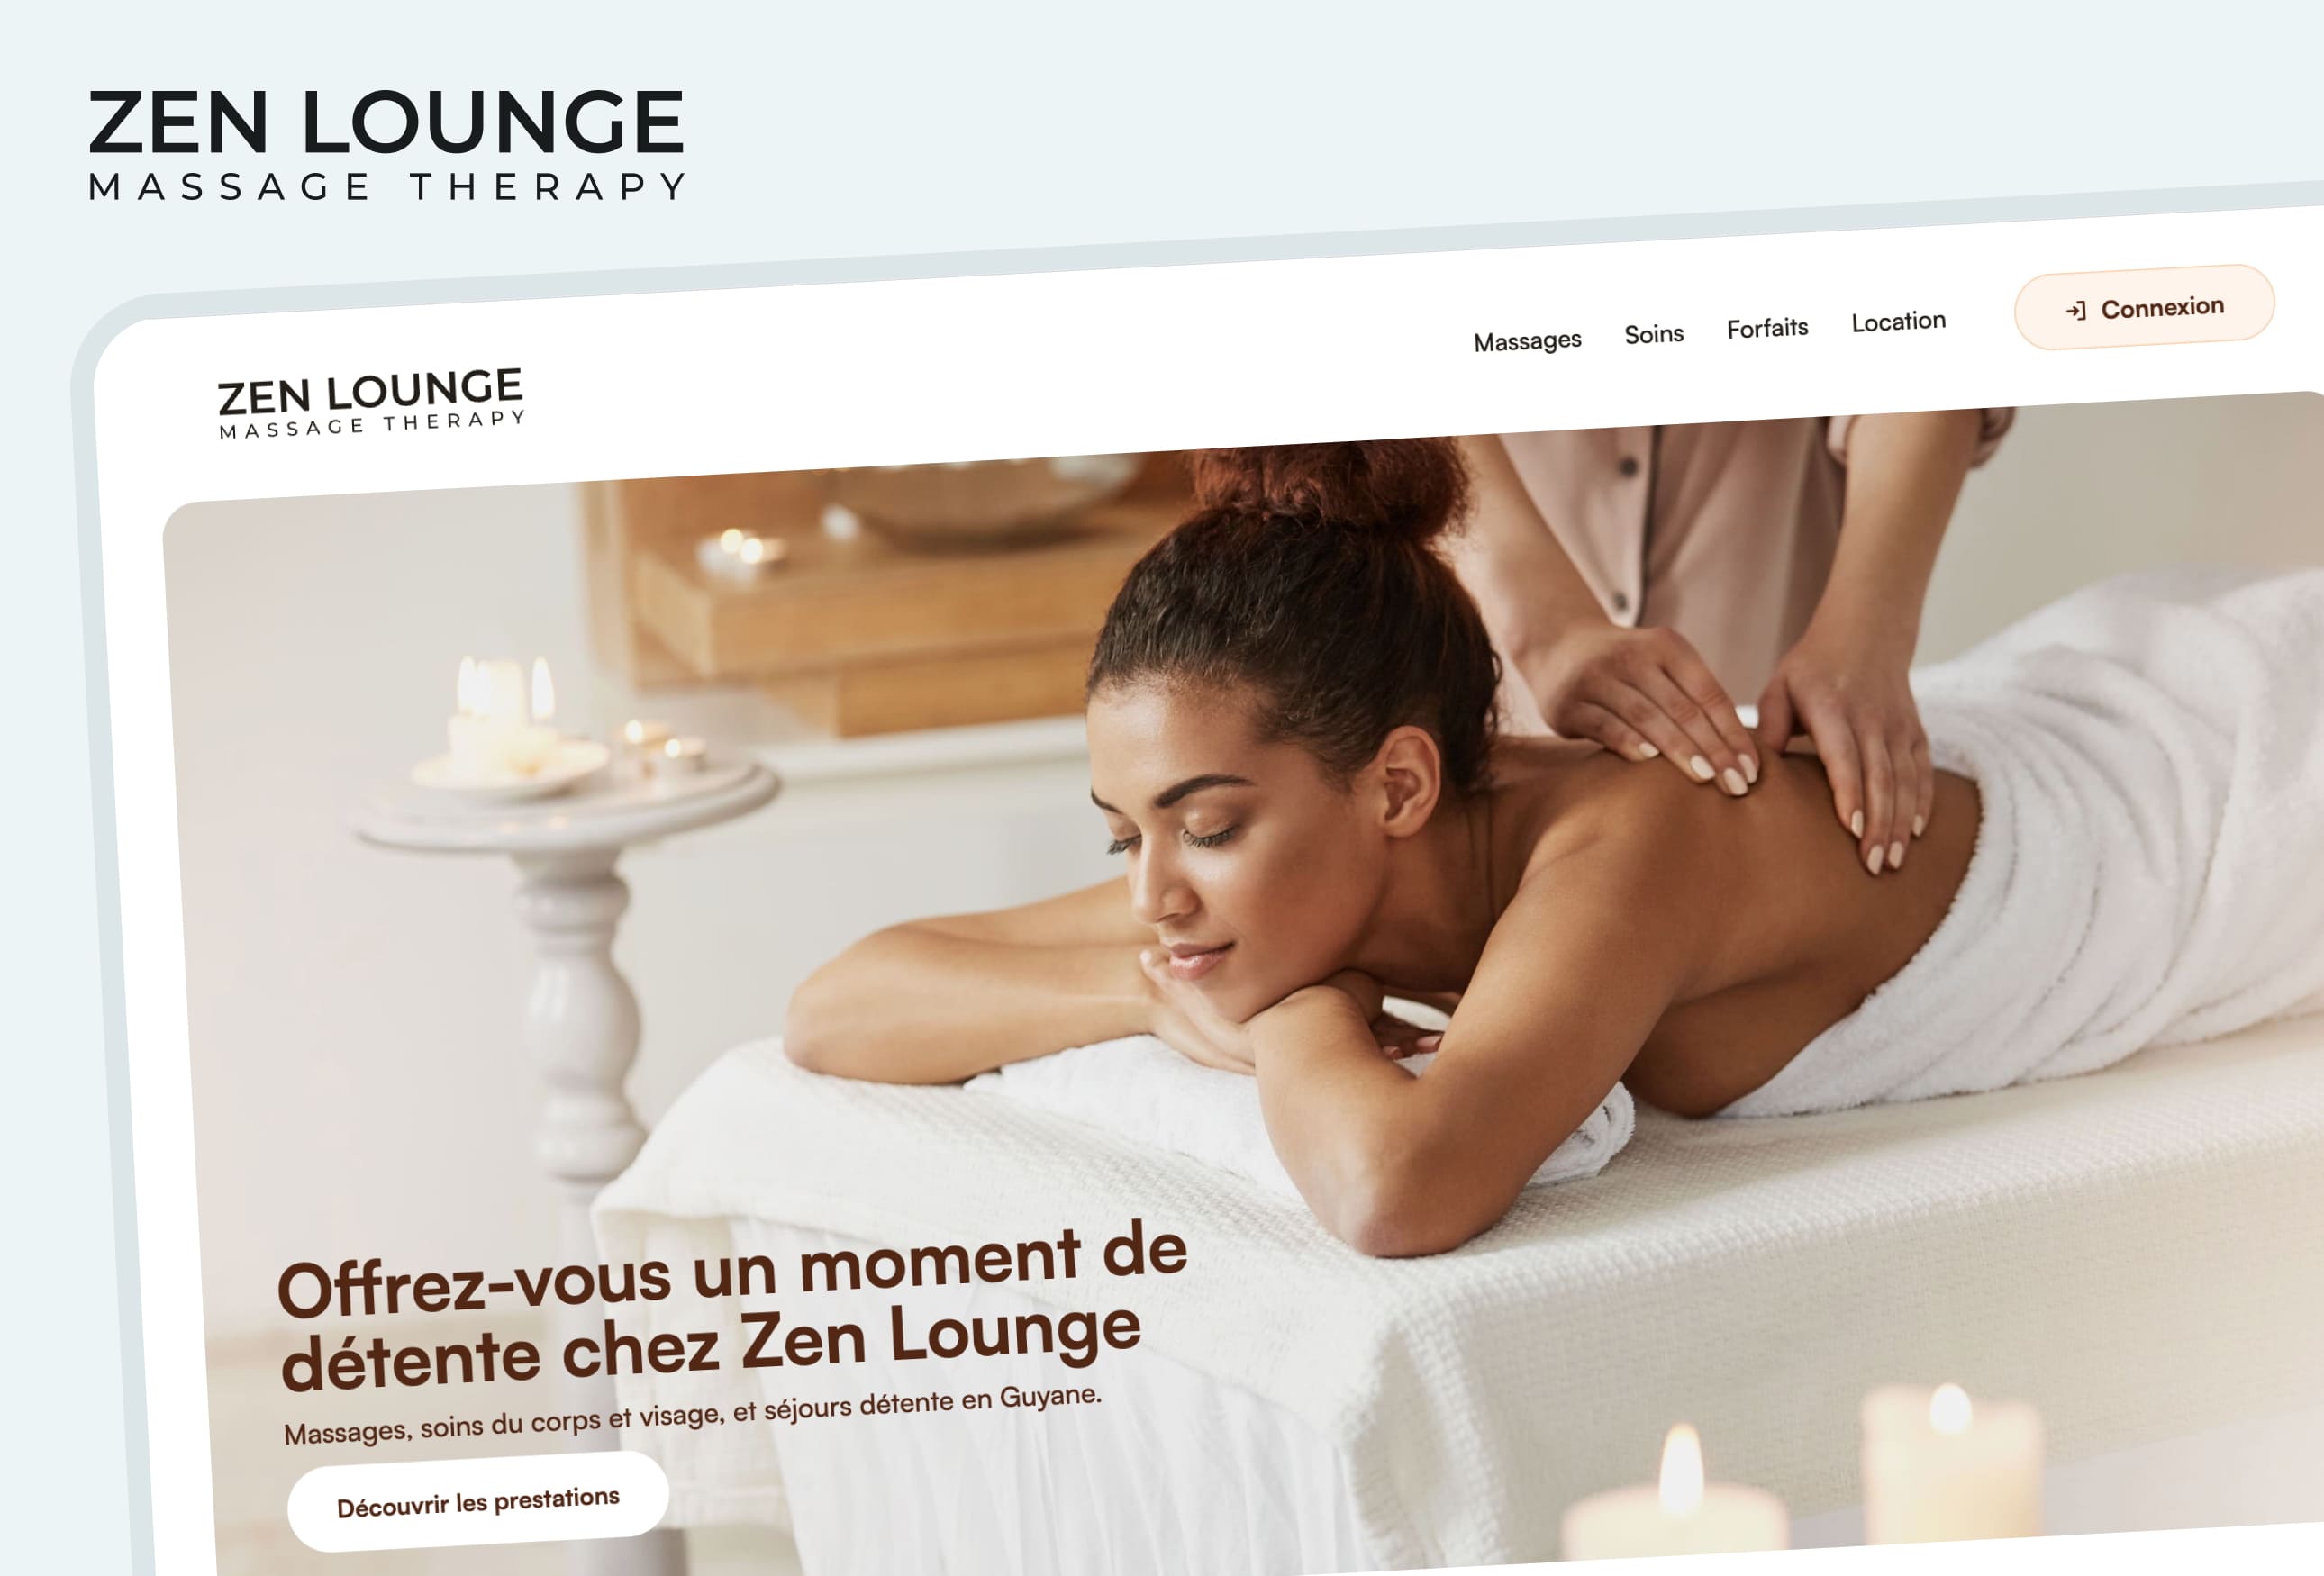 ZEN LOUNGE
MASSAGE THERAPY
ZEN LOUNGE
MASSAGE THERAPY
Massages
Soins
Forfaits
Location
Connexion
Offrez-vous un moment de
détente chez Zen Lounge
Massages, soins du corps et visage, et séjours détente en Guyane.
Découvrir les prestations